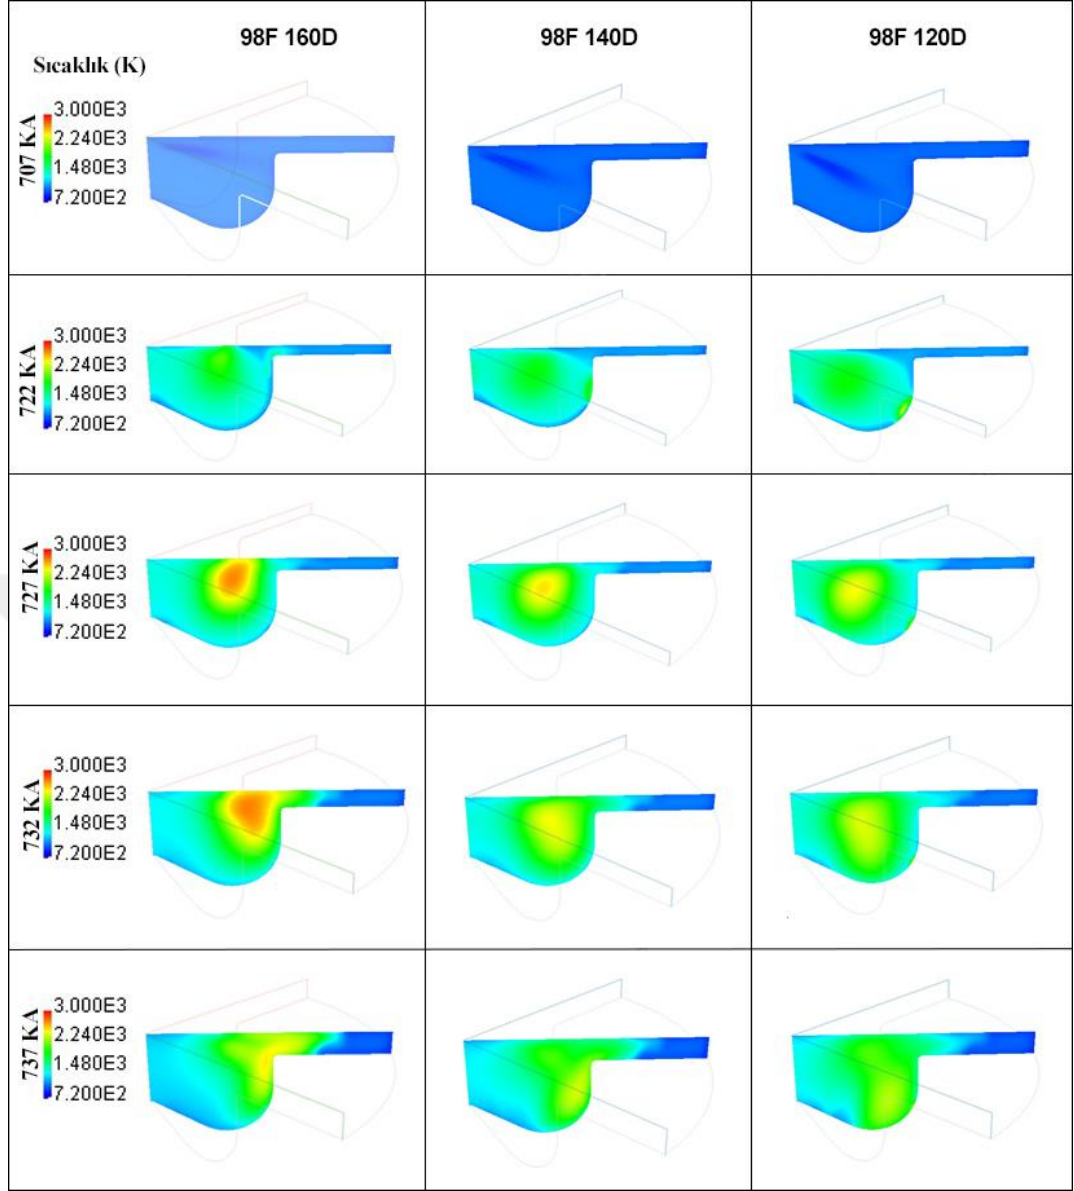 98F 160D
98F 140D
98F 120D
Sıcaklık (K)
707 KA
3.000E3
2.240E3
1.480E3
7.200E2
722 KA
3.000E3
2.240E3
1.480E3
7.200E2
727 KA
3.000E3
2.240E3
1.480E3
7.200E2
732 KA
3.000E3
2.240E3
1.480E3
7.200E2
737 KA
3.000E3
2.240E3
1.480E3
7.200E2